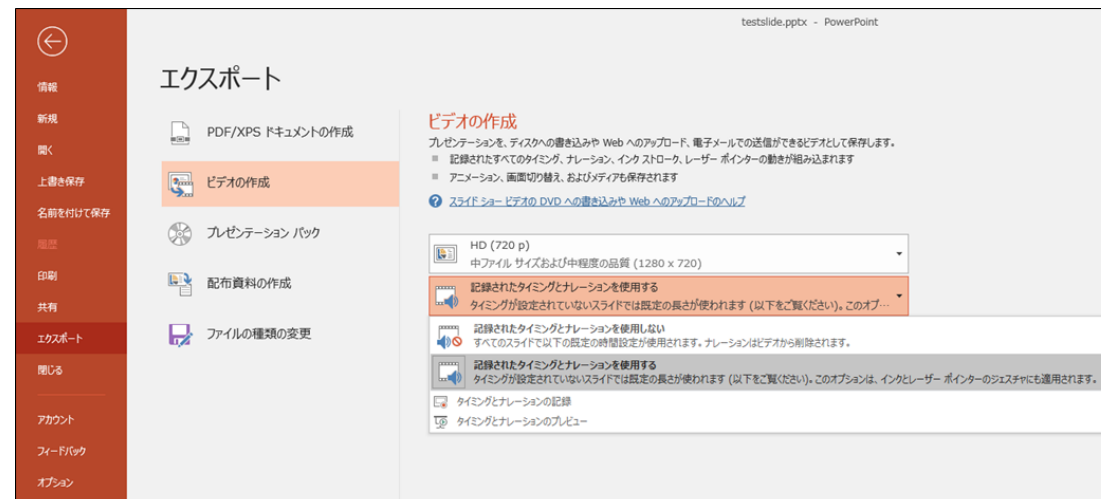 testslide.pptx - PowerPoint
情報
新規
開く
上書き保存
名前を付けて保存
履歴
印刷
共有
エクスポート
閉じる
アカウント
フィードバック
オプション
エクスポート
PDF/XPS ドキュメントの作成
ビデオの作成
プレゼンテーション パック
配布資料の作成
ファイルの種類の変更
ビデオの作成
プレゼンテーションを、ディスクへの書き込みや Web へのアップロード、電子メールでの送信ができるビデオとして保存します。
記録されたすべてのタイミング、ナレーション、インク ストローク、レーザー ポインターの動きが組み込まれます
アニメーション、画面切り替え、およびメディアも保存されます
スライド ショー ビデオの DVD への書き込みや Web へのアップロードのヘルプ
HD (720 p)
中ファイル サイズおよび中程度の品質 (1280 x 720)
記録されたタイミングとナレーションを使用する
タイミングが設定されていないスライドでは既定の長さが使われます (以下をご覧ください)。このオプ…
記録されたタイミングとナレーションを使用しない
すべてのスライドで以下の既定の時間設定が使用されます。ナレーションはビデオから削除されます。
記録されたタイミングとナレーションを使用する
タイミングが設定されていないスライドでは既定の長さが使われます (以下をご覧ください)。このオプションは、インクとレーザー ポインターのジェスチャにも適用されます。
タイミングとナレーションの記録
タイミングとナレーションのプレビュー